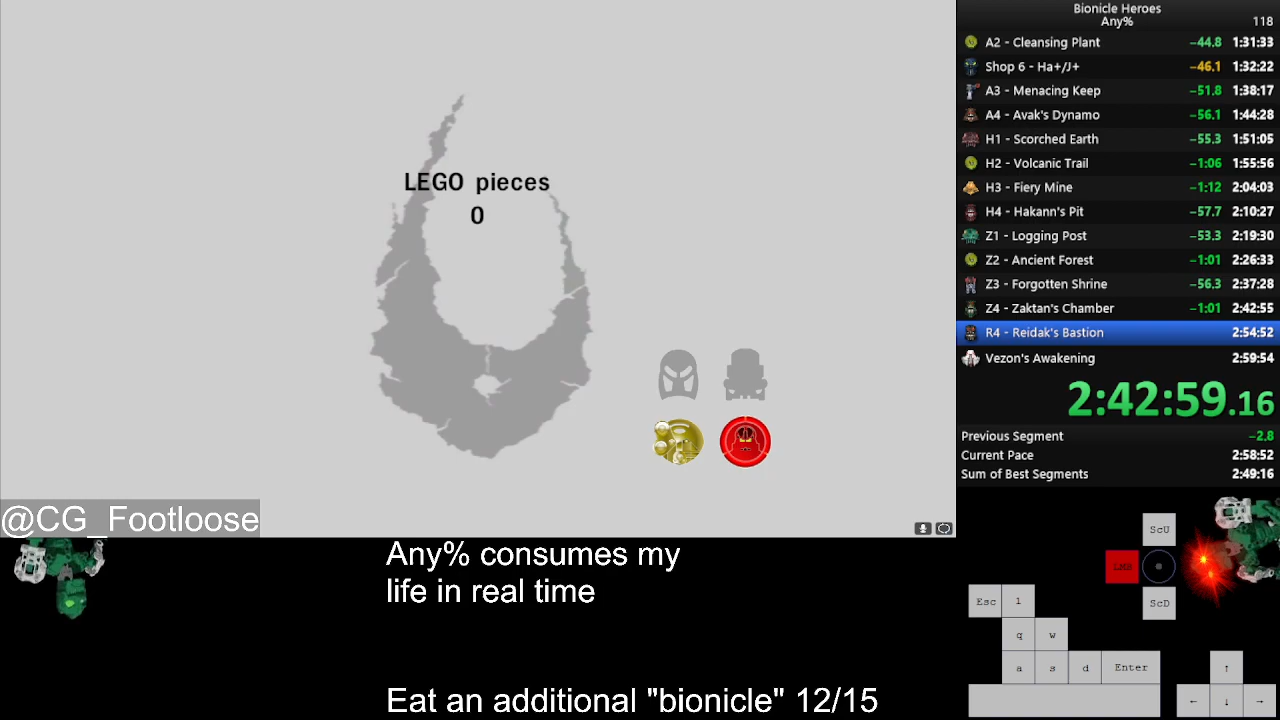 LEGO pieces
0
@CG_Footloose
Any% consumes my
life in real time
Eat an additional "bionicle" 12/15
Bionicle Heroes
Any% 118
A2 - Cleansing Plant −44.8 1:31:33
Shop 6 - Ha+/J+ −46.1 1:32:22
A3 - Menacing Keep −51.8 1:38:17
A4 - Avak's Dynamo −56.1 1:44:28
H1 - Scorched Earth −55.3 1:51:05
H2 - Volcanic Trail −1:06 1:55:56
H3 - Fiery Mine −1:12 2:04:03
H4 - Hakann's Pit −57.7 2:10:27
Z1 - Logging Post −53.3 2:19:30
Z2 - Ancient Forest −1:01 2:26:33
Z3 - Forgotten Shrine −56.3 2:37:28
Z4 - Zaktan's Chamber −1:01 2:42:55
R4 - Reidak's Bastion 2:54:52
Vezon's Awakening 2:59:54
2:42:59.16
Previous Segment −2.8
Current Pace 2:58:52
Sum of Best Segments 2:49:16
ScU
LMB
ScD
Esc 1
q w
a s d Enter ↑
← ↓ →